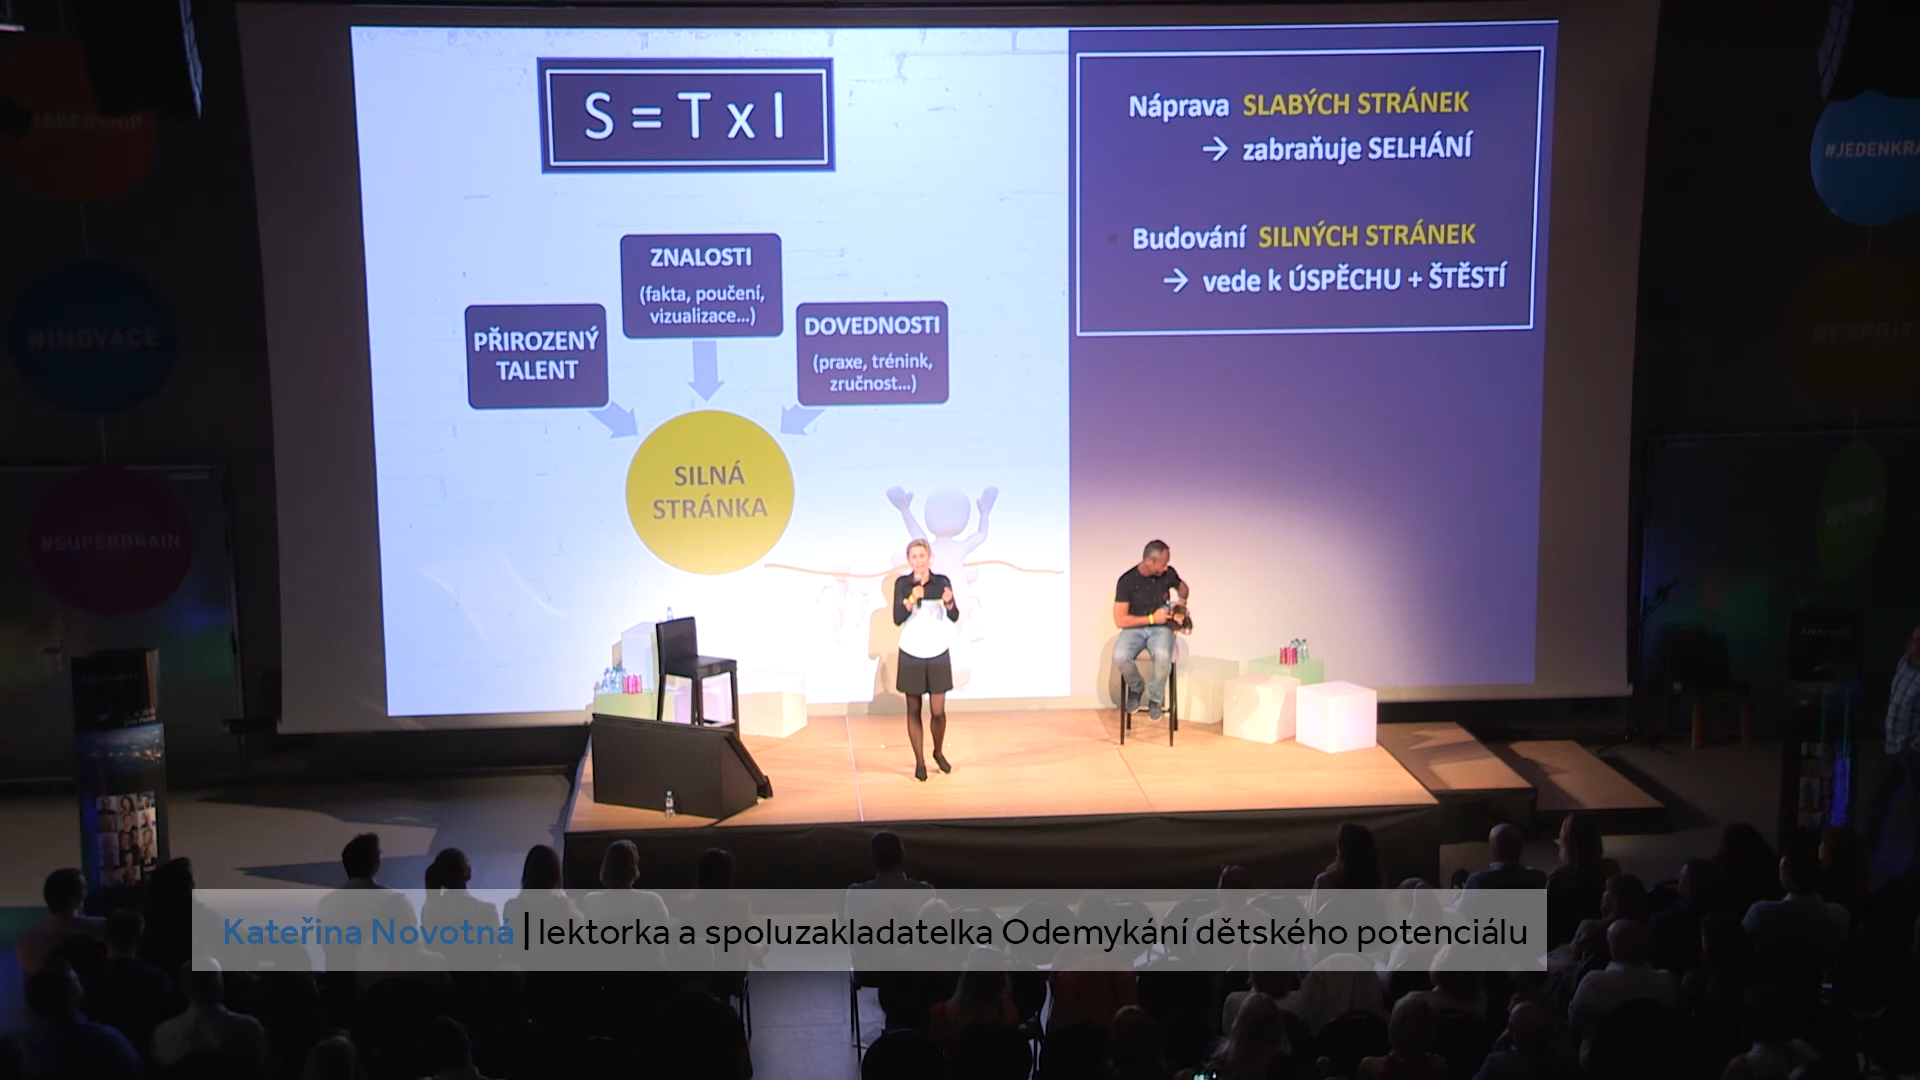 S = T x I
ZNALOSTI
(fakta, poučení,
vizualizace...)
PŘIROZENÝ
TALENT
DOVEDNOSTI
(praxe, trénink,
zručnost...)
SILNÁ
STRÁNKA
Náprava SLABÝCH STRÁNEK
→ zabraňuje SELHÁNÍ
Budování SILNÝCH STRÁNEK
→ vede k ÚSPĚCHU + ŠTĚSTÍ
#INOVACE
#SUPERBRAIN
#JEDENKRA
#ESPRIT
Kateřina Novotná | lektorka a spoluzakladatelka Odemykání dětského potenciálu